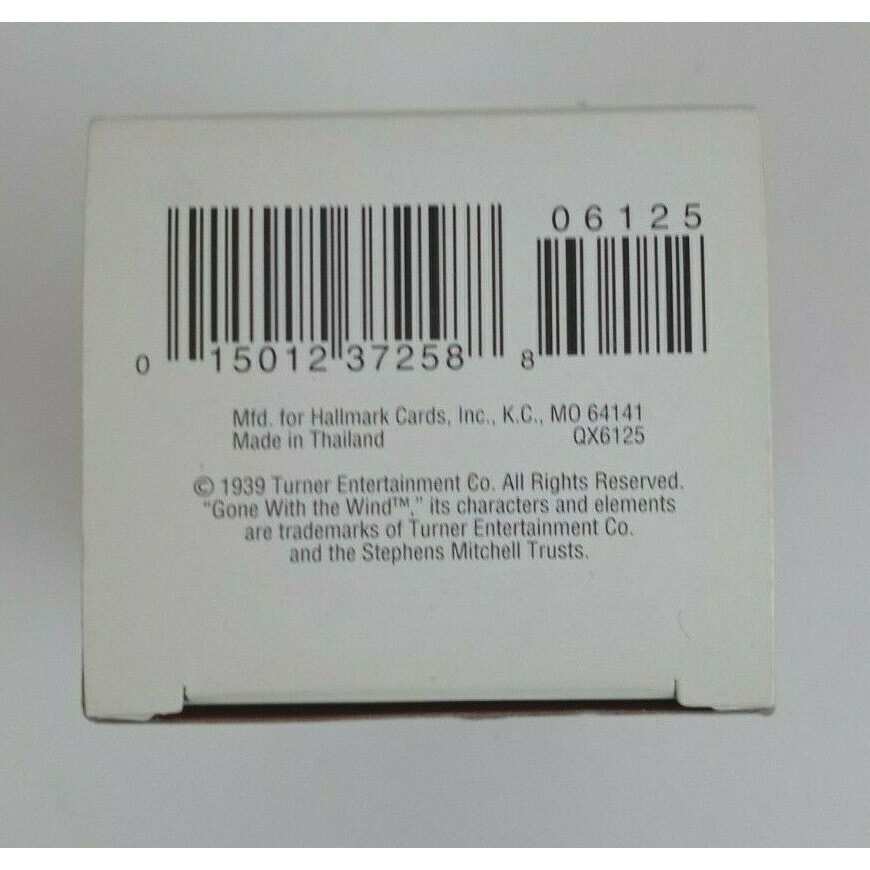 06125
0 15012 37258 8
Mfd. for Hallmark Cards, Inc., K.C., MO 64141
Made in Thailand QX6125
© 1939 Turner Entertainment Co. All Rights Reserved.
"Gone With the Wind™," its characters and elements
are trademarks of Turner Entertainment Co.
and the Stephens Mitchell Trusts.